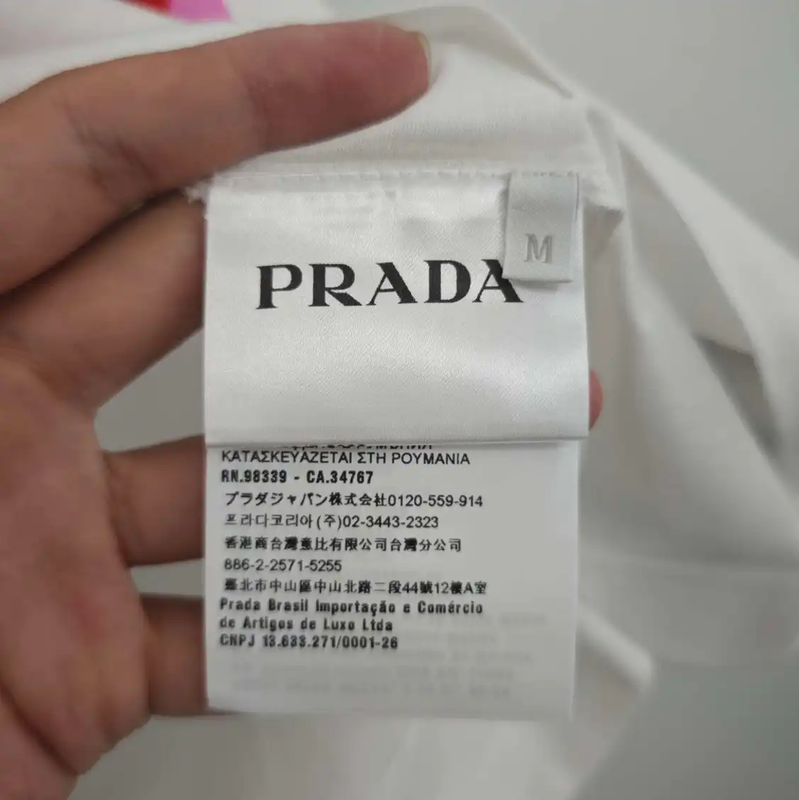 M
PRADA
ΚΑΤΑΣΚΕΥΑΖΕΤΑΙ ΣΤΗ ΡΟΥΜΑΝΙΑ
RN.98339 - CA.34767
プラダジャパン株式会社0120-559-914
프라다코리아(주)02-3443-2323
香港商台灣意比有限公司台灣分公司
886-2-2571-5255
臺北市中山區中山北路二段44號12樓A室
Prada Brasil Importação e Comércio
de Artigos de Luxo Ltda
CNPJ 13.633.271/0001-26